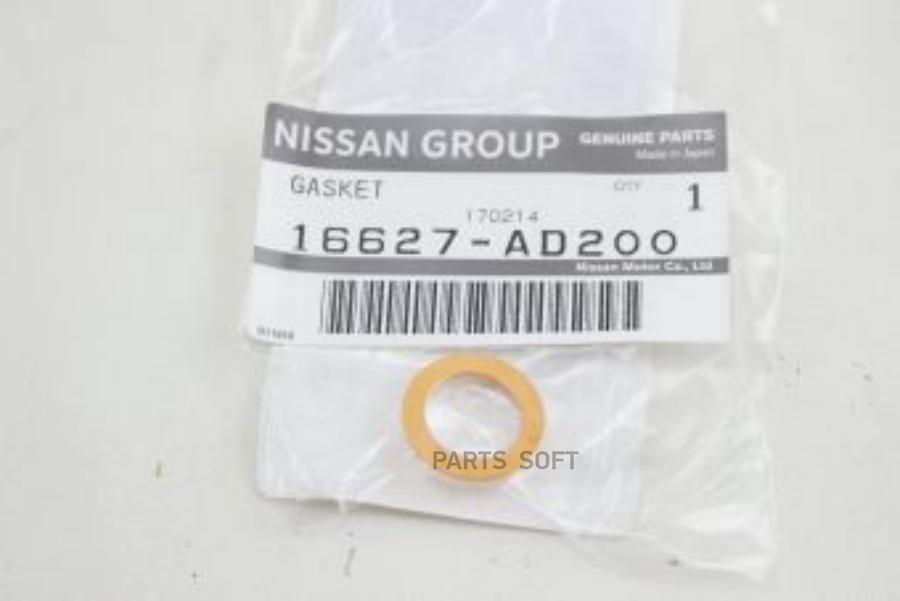 NISSAN GROUP
GENUINE PARTS
Made in Japan
GASKET
QTY
1
170214
16627-AD200
Nissan Motor Co., Ltd
PARTS SOFT